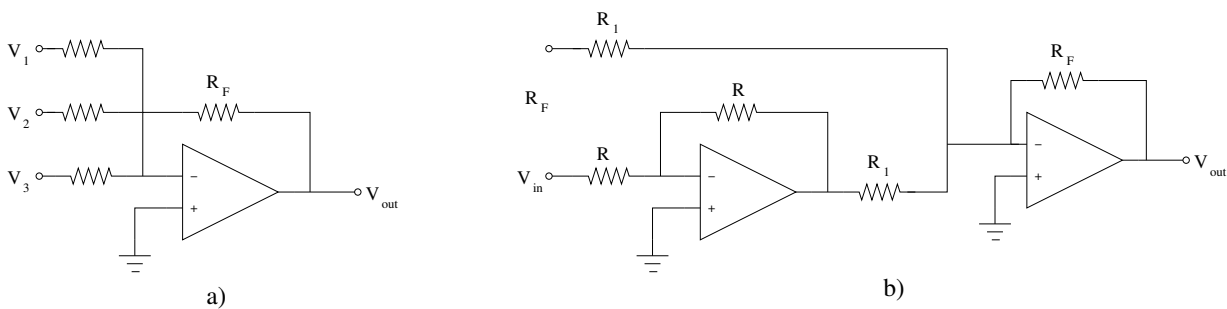 V1
V2
V3
RF
−
+
Vout
a)
R1
RF
Vin
R
R
−
+
R1
RF
−
+
Vout
b)